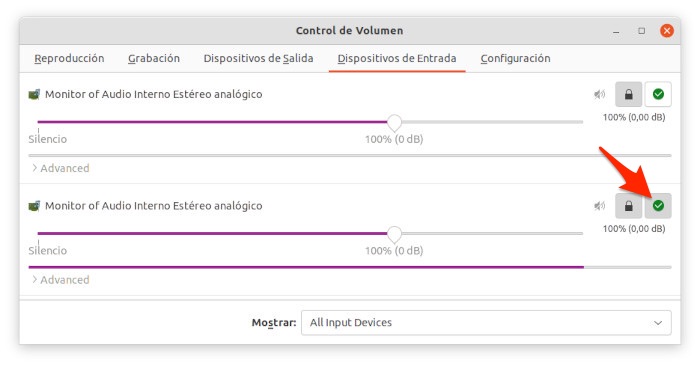 Control de Volumen
Reproducción Grabación Dispositivos de Salida Dispositivos de Entrada Configuración
Monitor of Audio Interno Estéreo analógico
100% (0,00 dB)
Silencio 100% (0 dB)
Advanced
Monitor of Audio Interno Estéreo analógico
100% (0,00 dB)
Silencio 100% (0 dB)
Advanced
Mostrar: All Input Devices